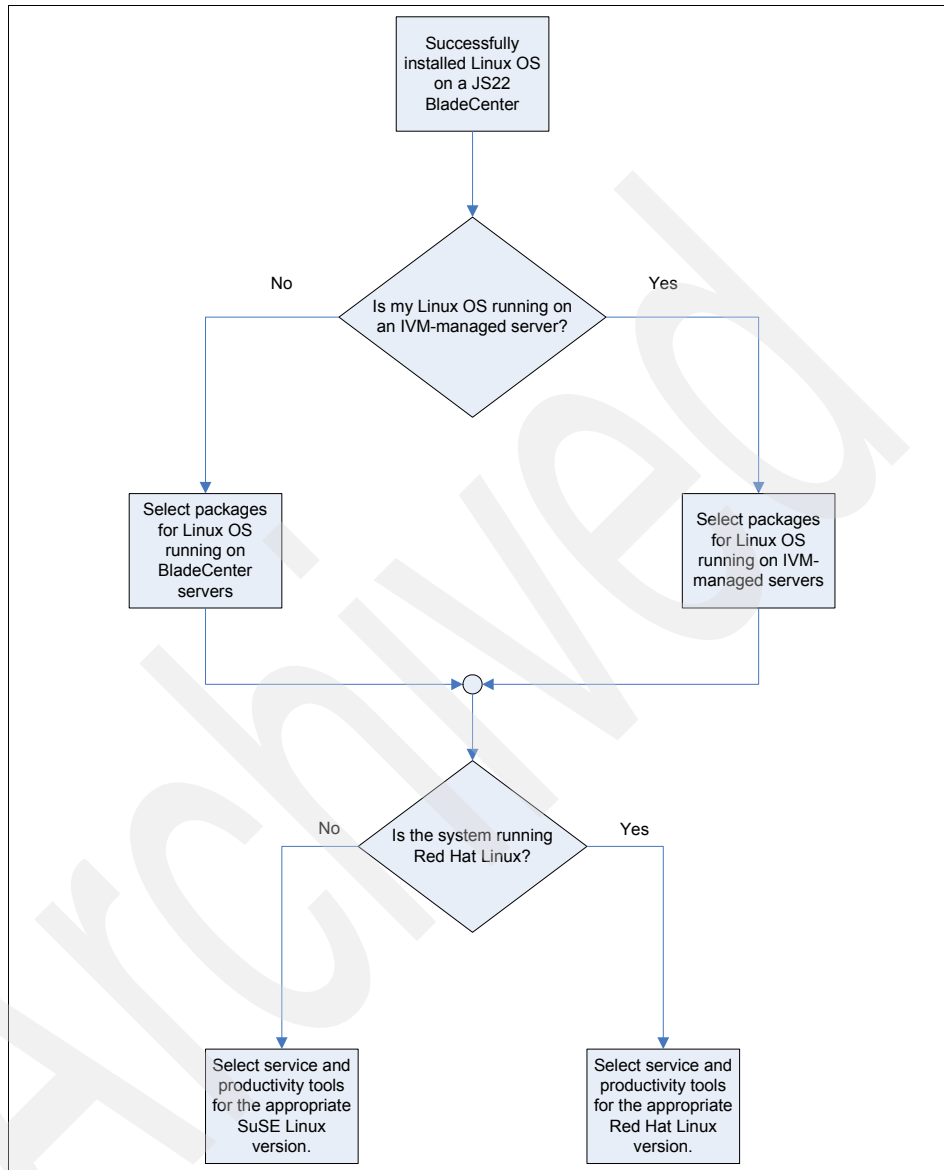 Successfully
installed Linux OS
on a JS22
BladeCenter
No
Yes
Is my Linux OS running on
an IVM-managed server?
Select packages
for Linux OS
running on
BladeCenter
servers
Select packages
for Linux OS
running on IVM-
managed servers
No
Yes
Is the system running
Red Hat Linux?
Select service and
productivity tools
for the appropriate
SuSE Linux
version.
Select service and
productivity tools
for the appropriate
Red Hat Linux
version.
Archived